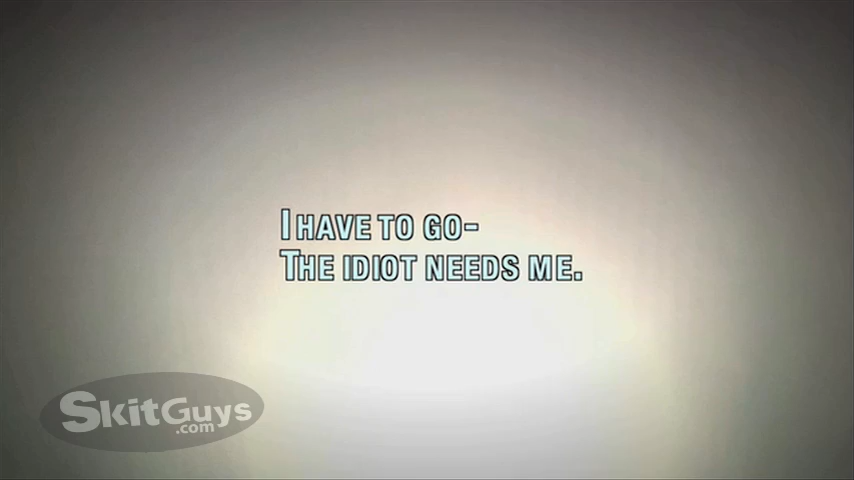 I HAVE TO GO-
THE IDIOT NEEDS ME.
SkitGuys
.com